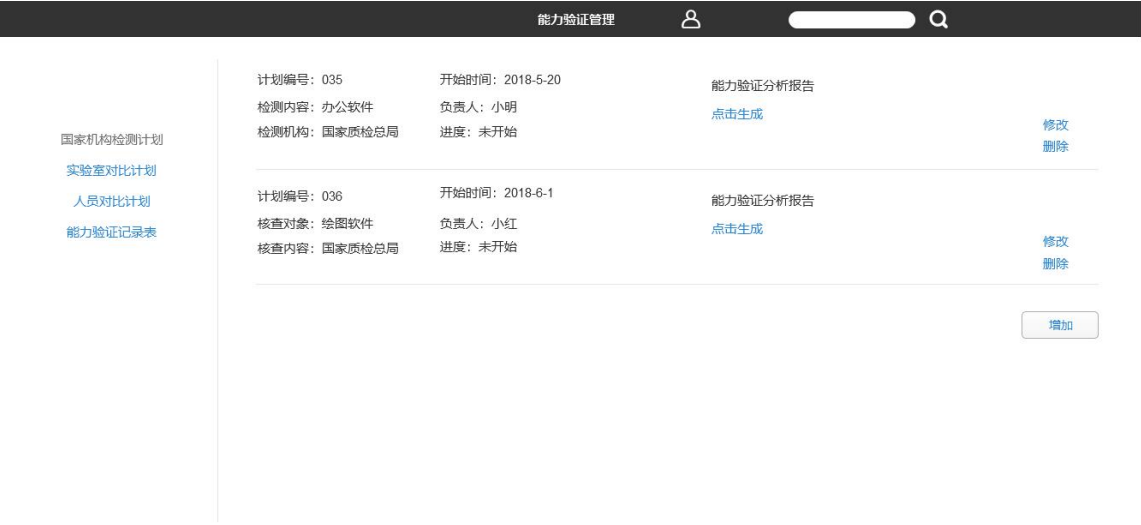 能力验证管理
国家机构检测计划
实验室对比计划
人员对比计划
能力验证记录表
计划编号：035 开始时间：2018-5-20 能力验证分析报告
检测内容：办公软件 负责人：小明 点击生成
检测机构：国家质检总局 进度：未开始 修改
删除
计划编号：036 开始时间：2018-6-1 能力验证分析报告
核查对象：绘图软件 负责人：小红 点击生成
核查内容：国家质检总局 进度：未开始 修改
删除
增加